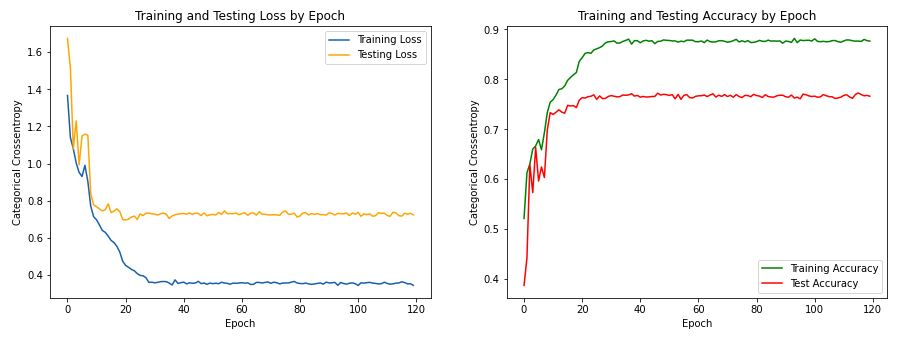 Training and Testing Loss by Epoch
Training Loss
Testing Loss
Categorical Crossentropy
1.6
1.4
1.2
1.0
0.8
0.6
0.4
0 20 40 60 80 100 120
Epoch
Training and Testing Accuracy by Epoch
Categorical Crossentropy
0.9
0.8
0.7
0.6
0.5
0.4
Training Accuracy
Test Accuracy
0 20 40 60 80 100 120
Epoch